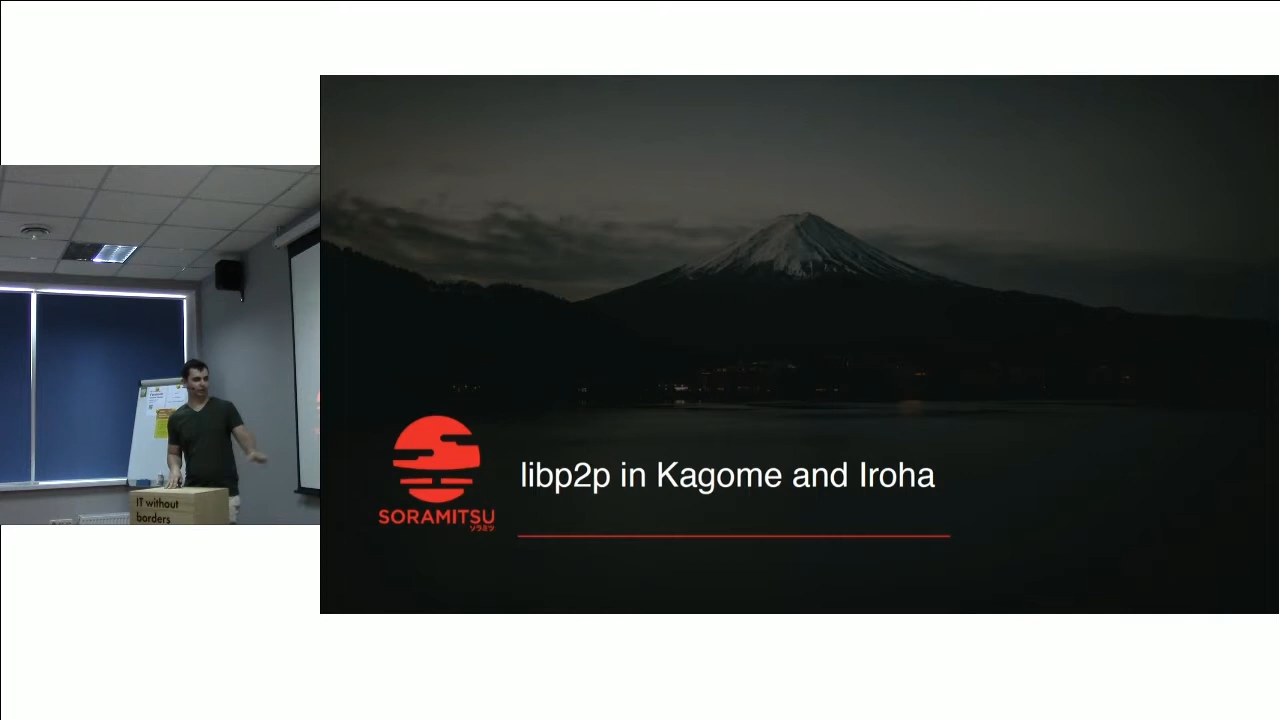 IT without
borders
libp2p in Kagome and Iroha
SORAMITSU
ソラミツ